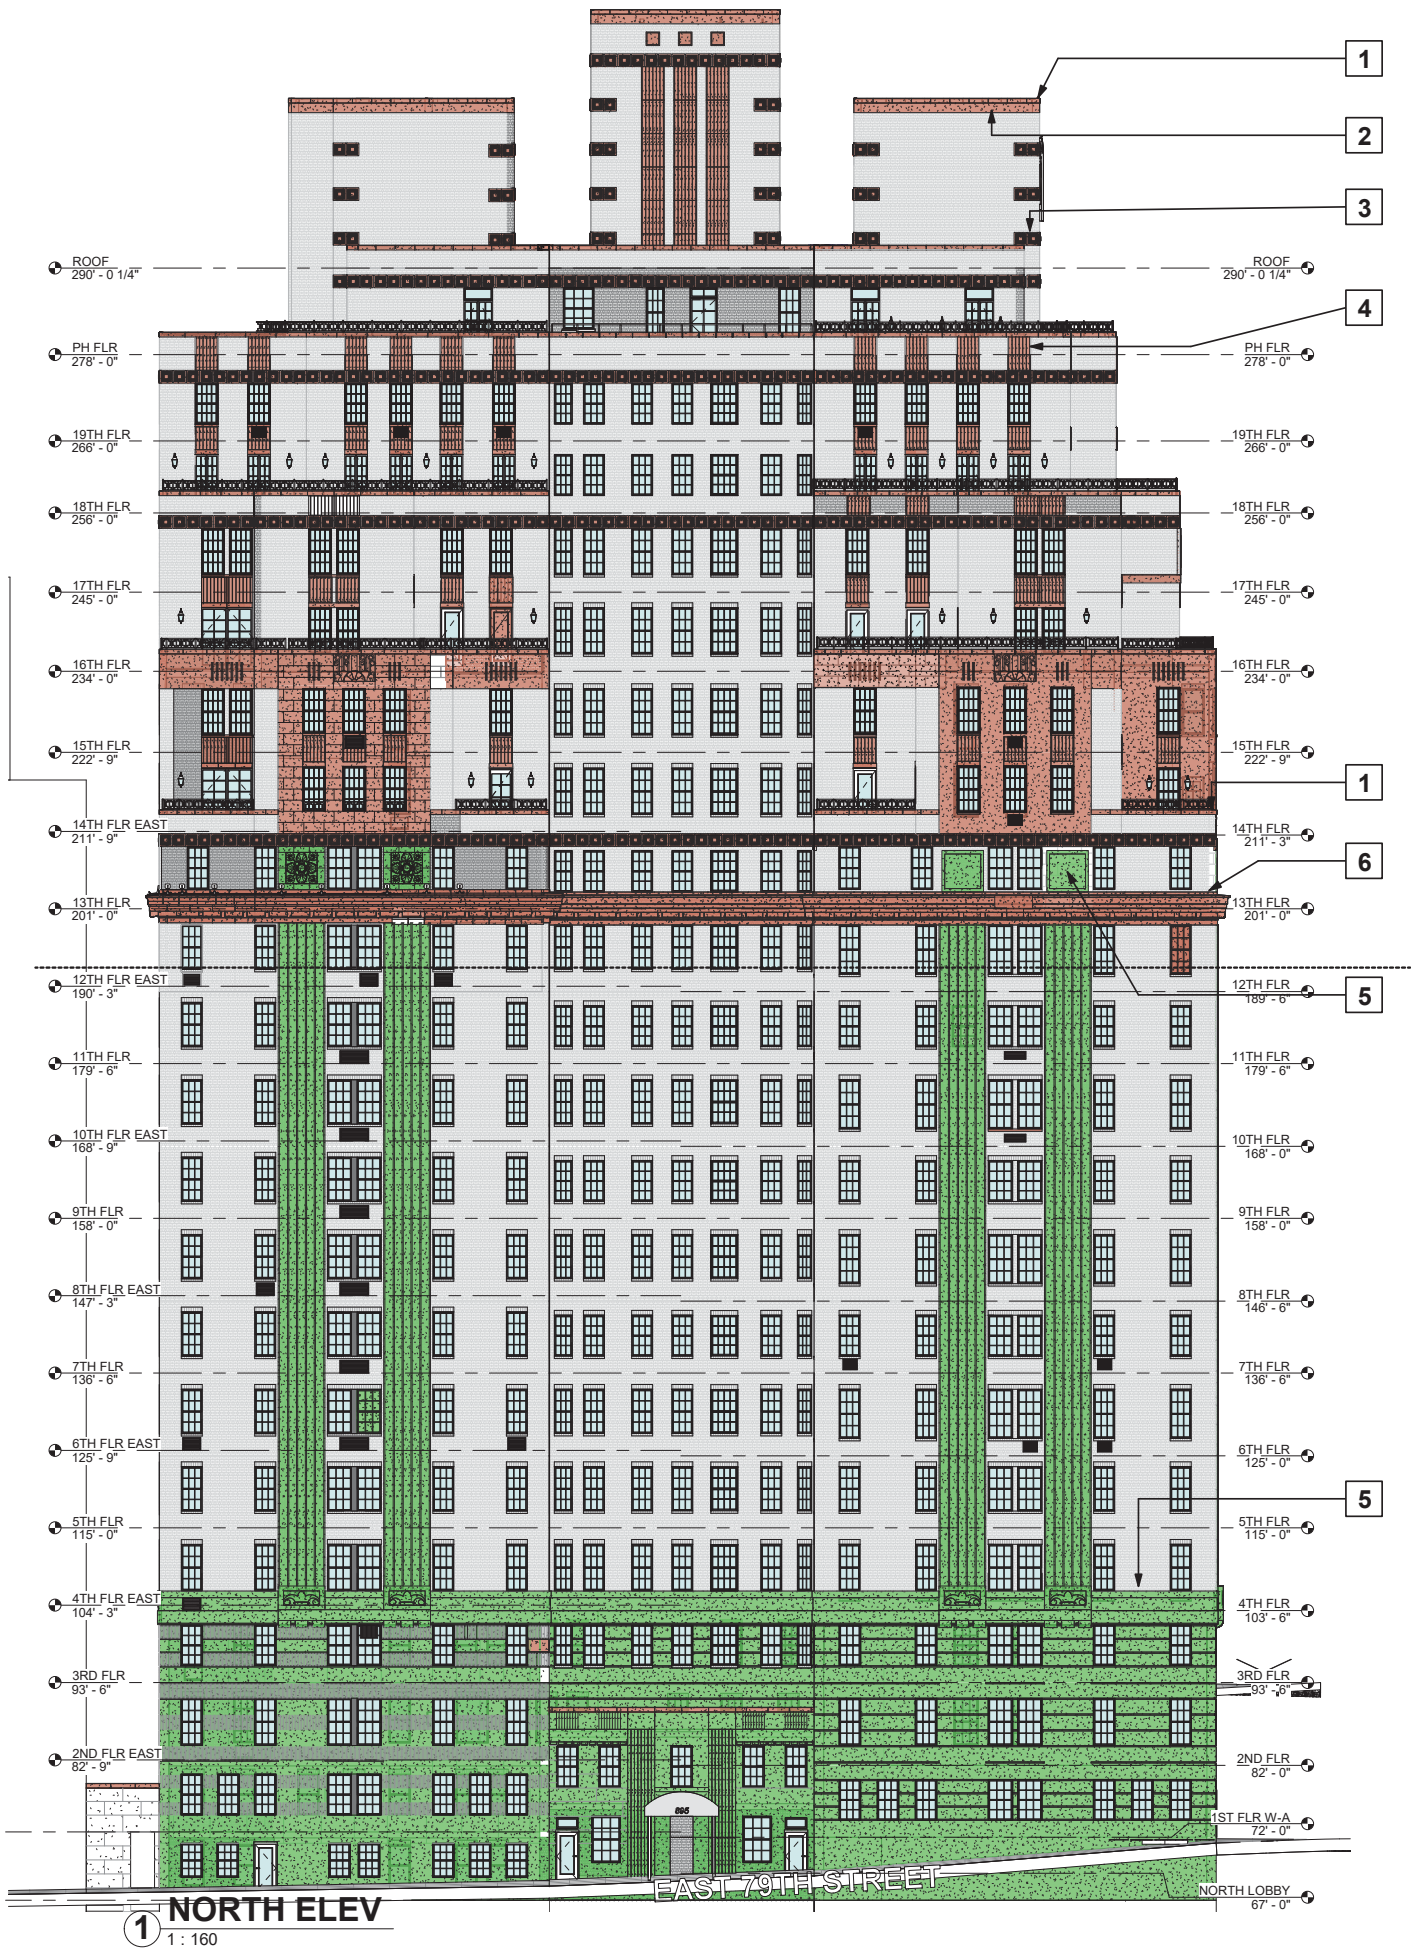 1
2
3
ROOF
290' - 0 1/4"
ROOF
290' - 0 1/4"
4
PH FLR
278' - 0"
PH FLR
278' - 0"
19TH FLR
266' - 0"
19TH FLR
266' - 0"
18TH FLR
256' - 0"
18TH FLR
256' - 0"
17TH FLR
245' - 0"
17TH FLR
245' - 0"
16TH FLR
234' - 0"
16TH FLR
234' - 0"
15TH FLR
222' - 9"
15TH FLR
222' - 9"
1
14TH FLR EAST
211' - 9"
14TH FLR
211' - 3"
6
13TH FLR
201' - 0"
13TH FLR
201' - 0"
12TH FLR EAST
190' - 3"
12TH FLR
189' - 6"
5
11TH FLR
179' - 6"
11TH FLR
179' - 6"
10TH FLR EAST
168' - 9"
10TH FLR
168' - 0"
9TH FLR
158' - 0"
9TH FLR
158' - 0"
8TH FLR EAST
147' - 3"
8TH FLR
146' - 6"
7TH FLR
136' - 6"
7TH FLR
136' - 6"
6TH FLR EAST
125' - 9"
6TH FLR
125' - 0"
5
5TH FLR
115' - 0"
5TH FLR
115' - 0"
4TH FLR EAST
104' - 3"
4TH FLR
103' - 6"
3RD FLR
93' - 6"
3RD FLR
93' - 6"
2ND FLR EAST
82' - 9"
2ND FLR
82' - 0"
695
1ST FLR W-A
72' - 0"
EAST 79TH STREET
NORTH LOBBY
67' - 0"
1 NORTH ELEV
1 : 160